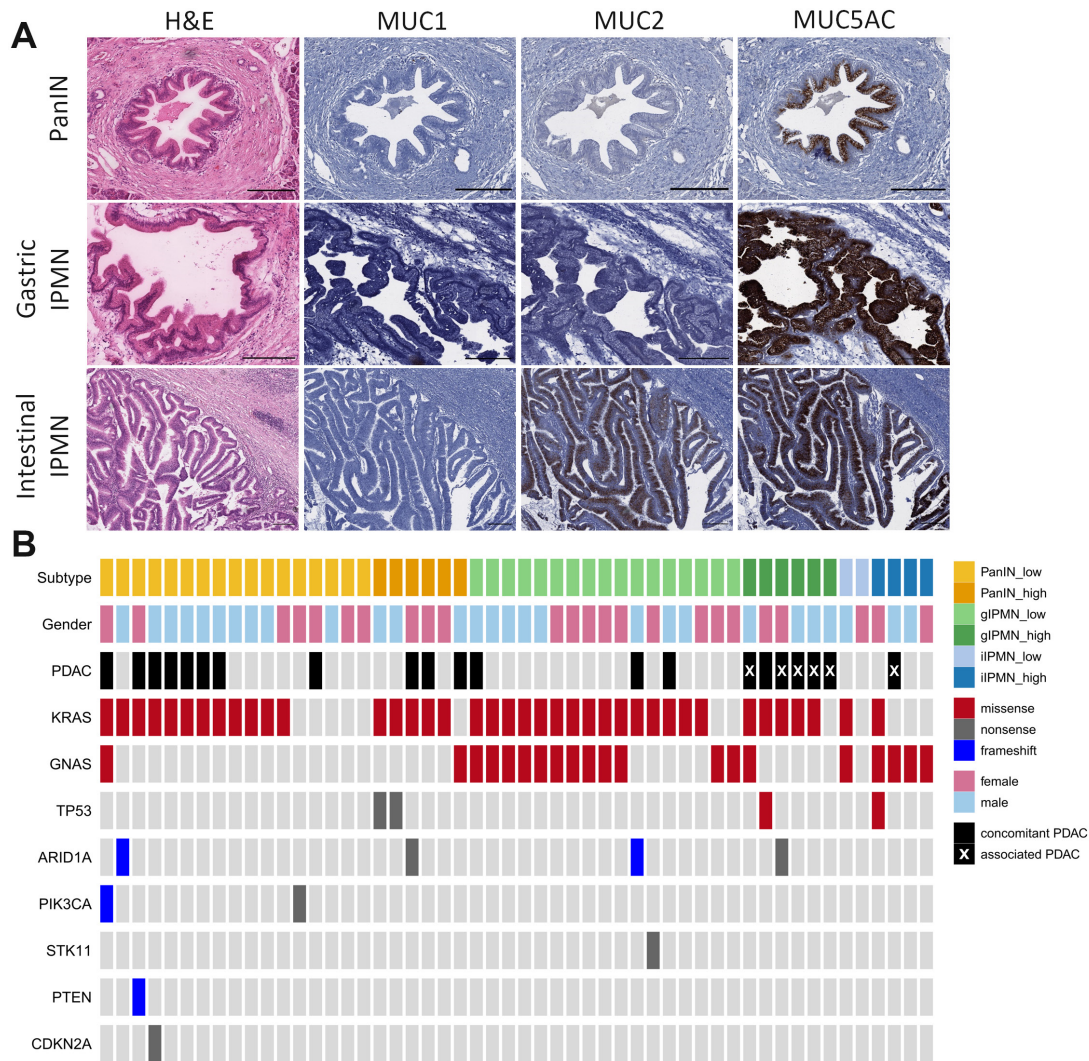 A
H&E MUC1 MUC2 MUC5AC
PanIN
Gastric
IPMN
Intestinal
IPMN
B
Subtype
Gender
PDAC
KRAS
GNAS
TP53
ARID1A
PIK3CA
STK11
PTEN
CDKN2A
X X X X X X
PanIN_low
PanIN_high
gIPMN_low
gIPMN_high
iIPMN_low
iIPMN_high
missense
nonsense
frameshift
female
male
concomitant PDAC
X associated PDAC